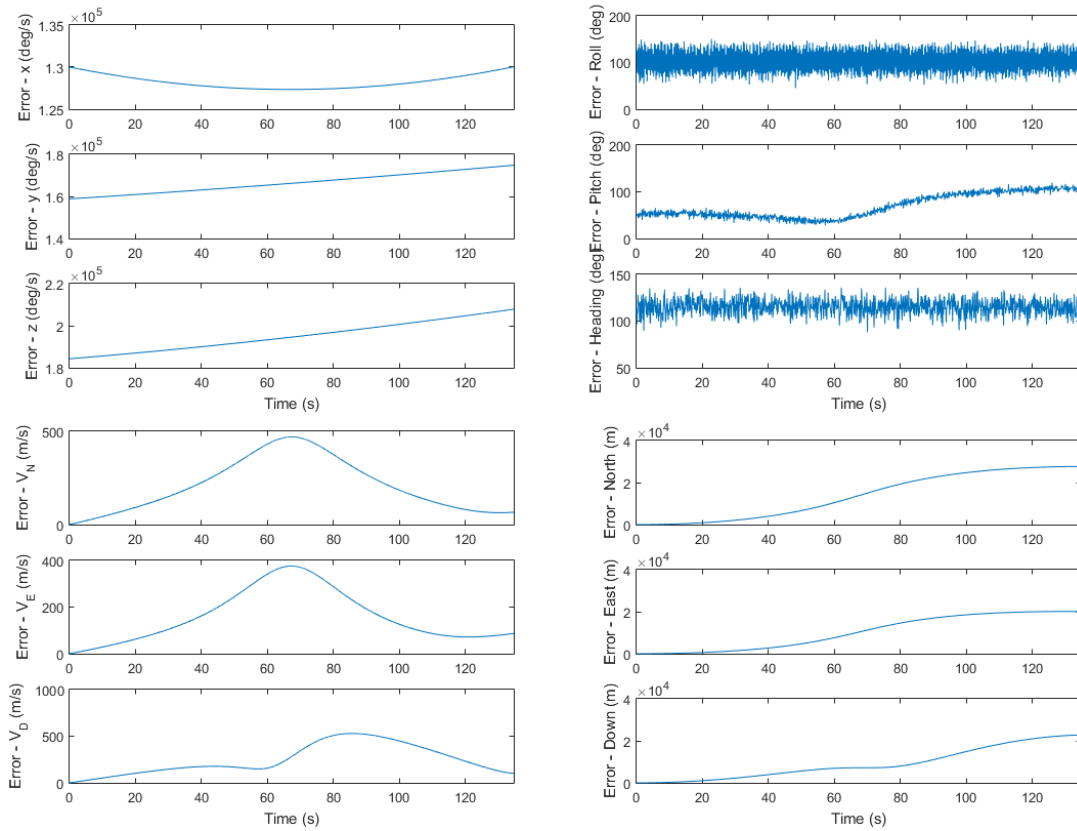 ×10^5
Error - x (deg/s)
135
130
125
0 20 40 60 80 100 120
×10^5
Error - y (deg/s)
1.8
1.6
1.4
0 20 40 60 80 100 120
×10^5
Error - z (deg/s)
2.2
2
1.8
0 20 40 60 80 100 120
Time (s)
Error - Roll (deg)
200
100
0
0 20 40 60 80 100 120
Error - Pitch (deg)
200
100
0
0 20 40 60 80 100 120
Error - Heading (deg)
150
100
50
0 20 40 60 80 100 120
Time (s)
Error - V_N (m/s)
500
0
0 20 40 60 80 100 120
Error - V_E (m/s)
400
200
0
0 20 40 60 80 100 120
Error - V_D (m/s)
1000
500
0
0 20 40 60 80 100 120
Time (s)
×10^4
Error - North (m)
4
2
0
0 20 40 60 80 100 120
×10^4
Error - East (m)
4
2
0
0 20 40 60 80 100 120
×10^4
Error - Down (m)
4
2
0
0 20 40 60 80 100 120
Time (s)